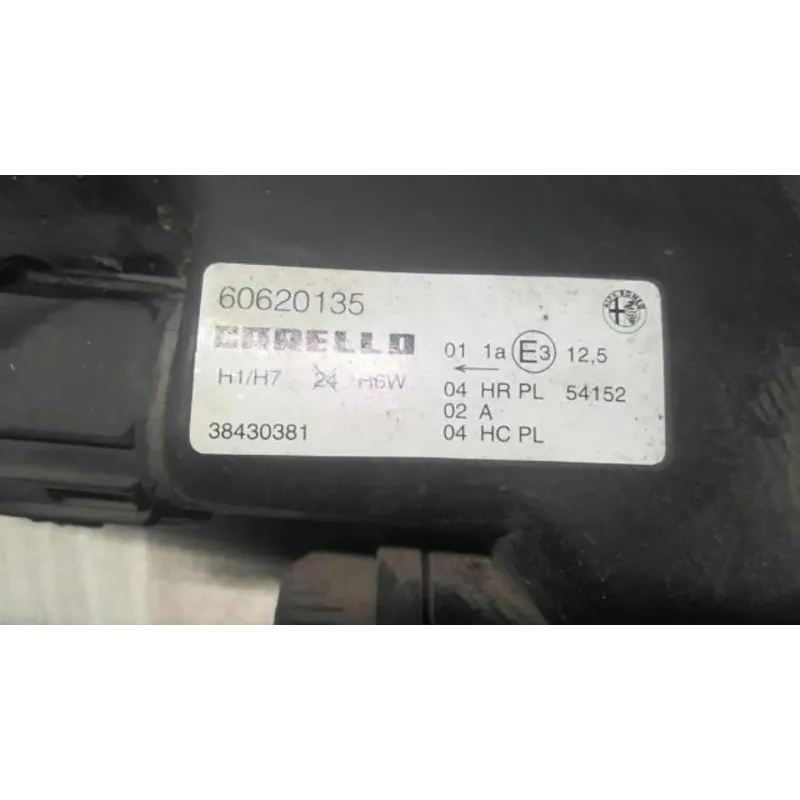 60620135
CARELLO
H1/H7 24 H6W
38430381
01 1a E3 12,5
04 HR PL 54152
02 A
04 HC PL